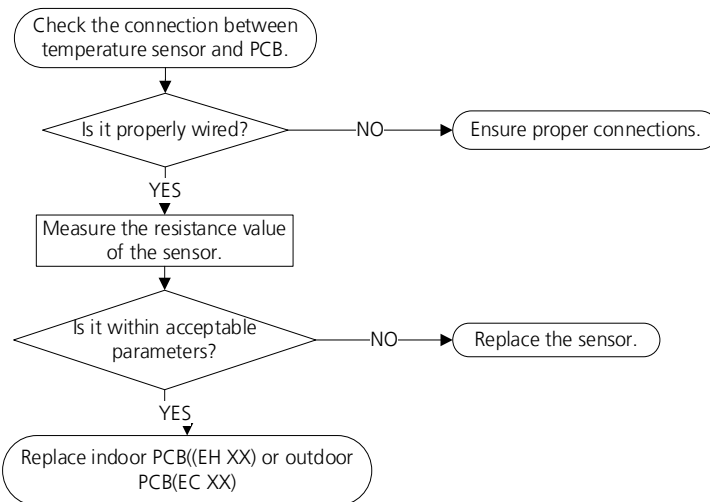 Check the connection between
temperature sensor and PCB.
Is it properly wired?
NO
Ensure proper connections.
YES
Measure the resistance value
of the sensor.
Is it within acceptable
parameters?
NO
Replace the sensor.
YES
Replace indoor PCB((EH XX) or outdoor
PCB(EC XX)